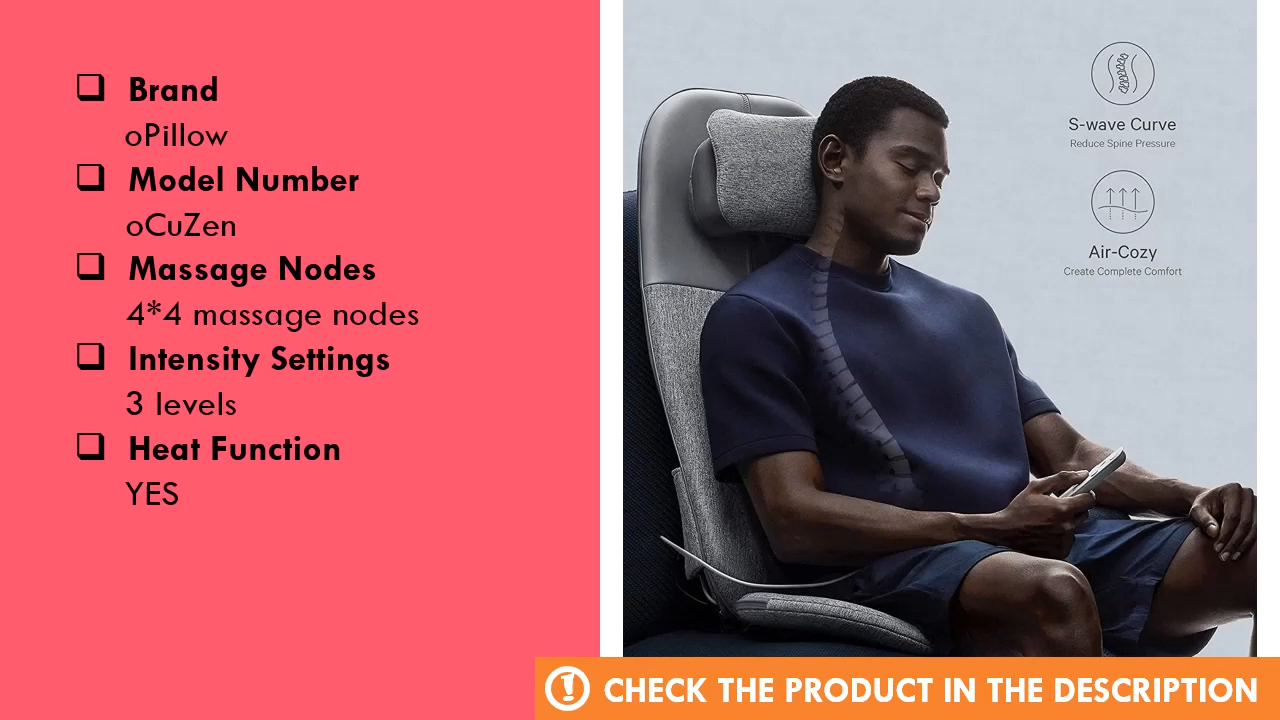 ❑ Brand
oPillow
❑ Model Number
oCuZen
❑ Massage Nodes
4*4 massage nodes
❑ Intensity Settings
3 levels
❑ Heat Function
YES
S-wave Curve
Reduce Spine Pressure
Air-Cozy
Create Complete Comfort
CHECK THE PRODUCT IN THE DESCRIPTION